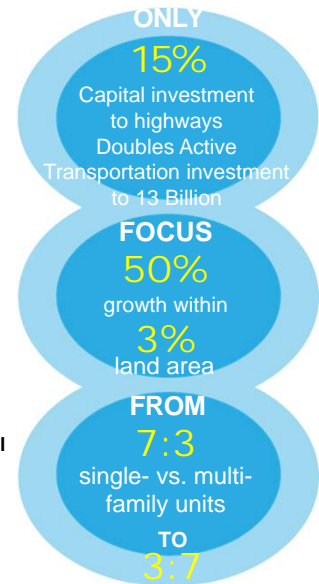 ONLY
15%
Capital investment
to highways
Doubles Active
Transportation investment
to 13 Billion
FOCUS
50%
growth within
3%
land area
FROM
7:3
single- vs. multi-
family units
TO
3:7